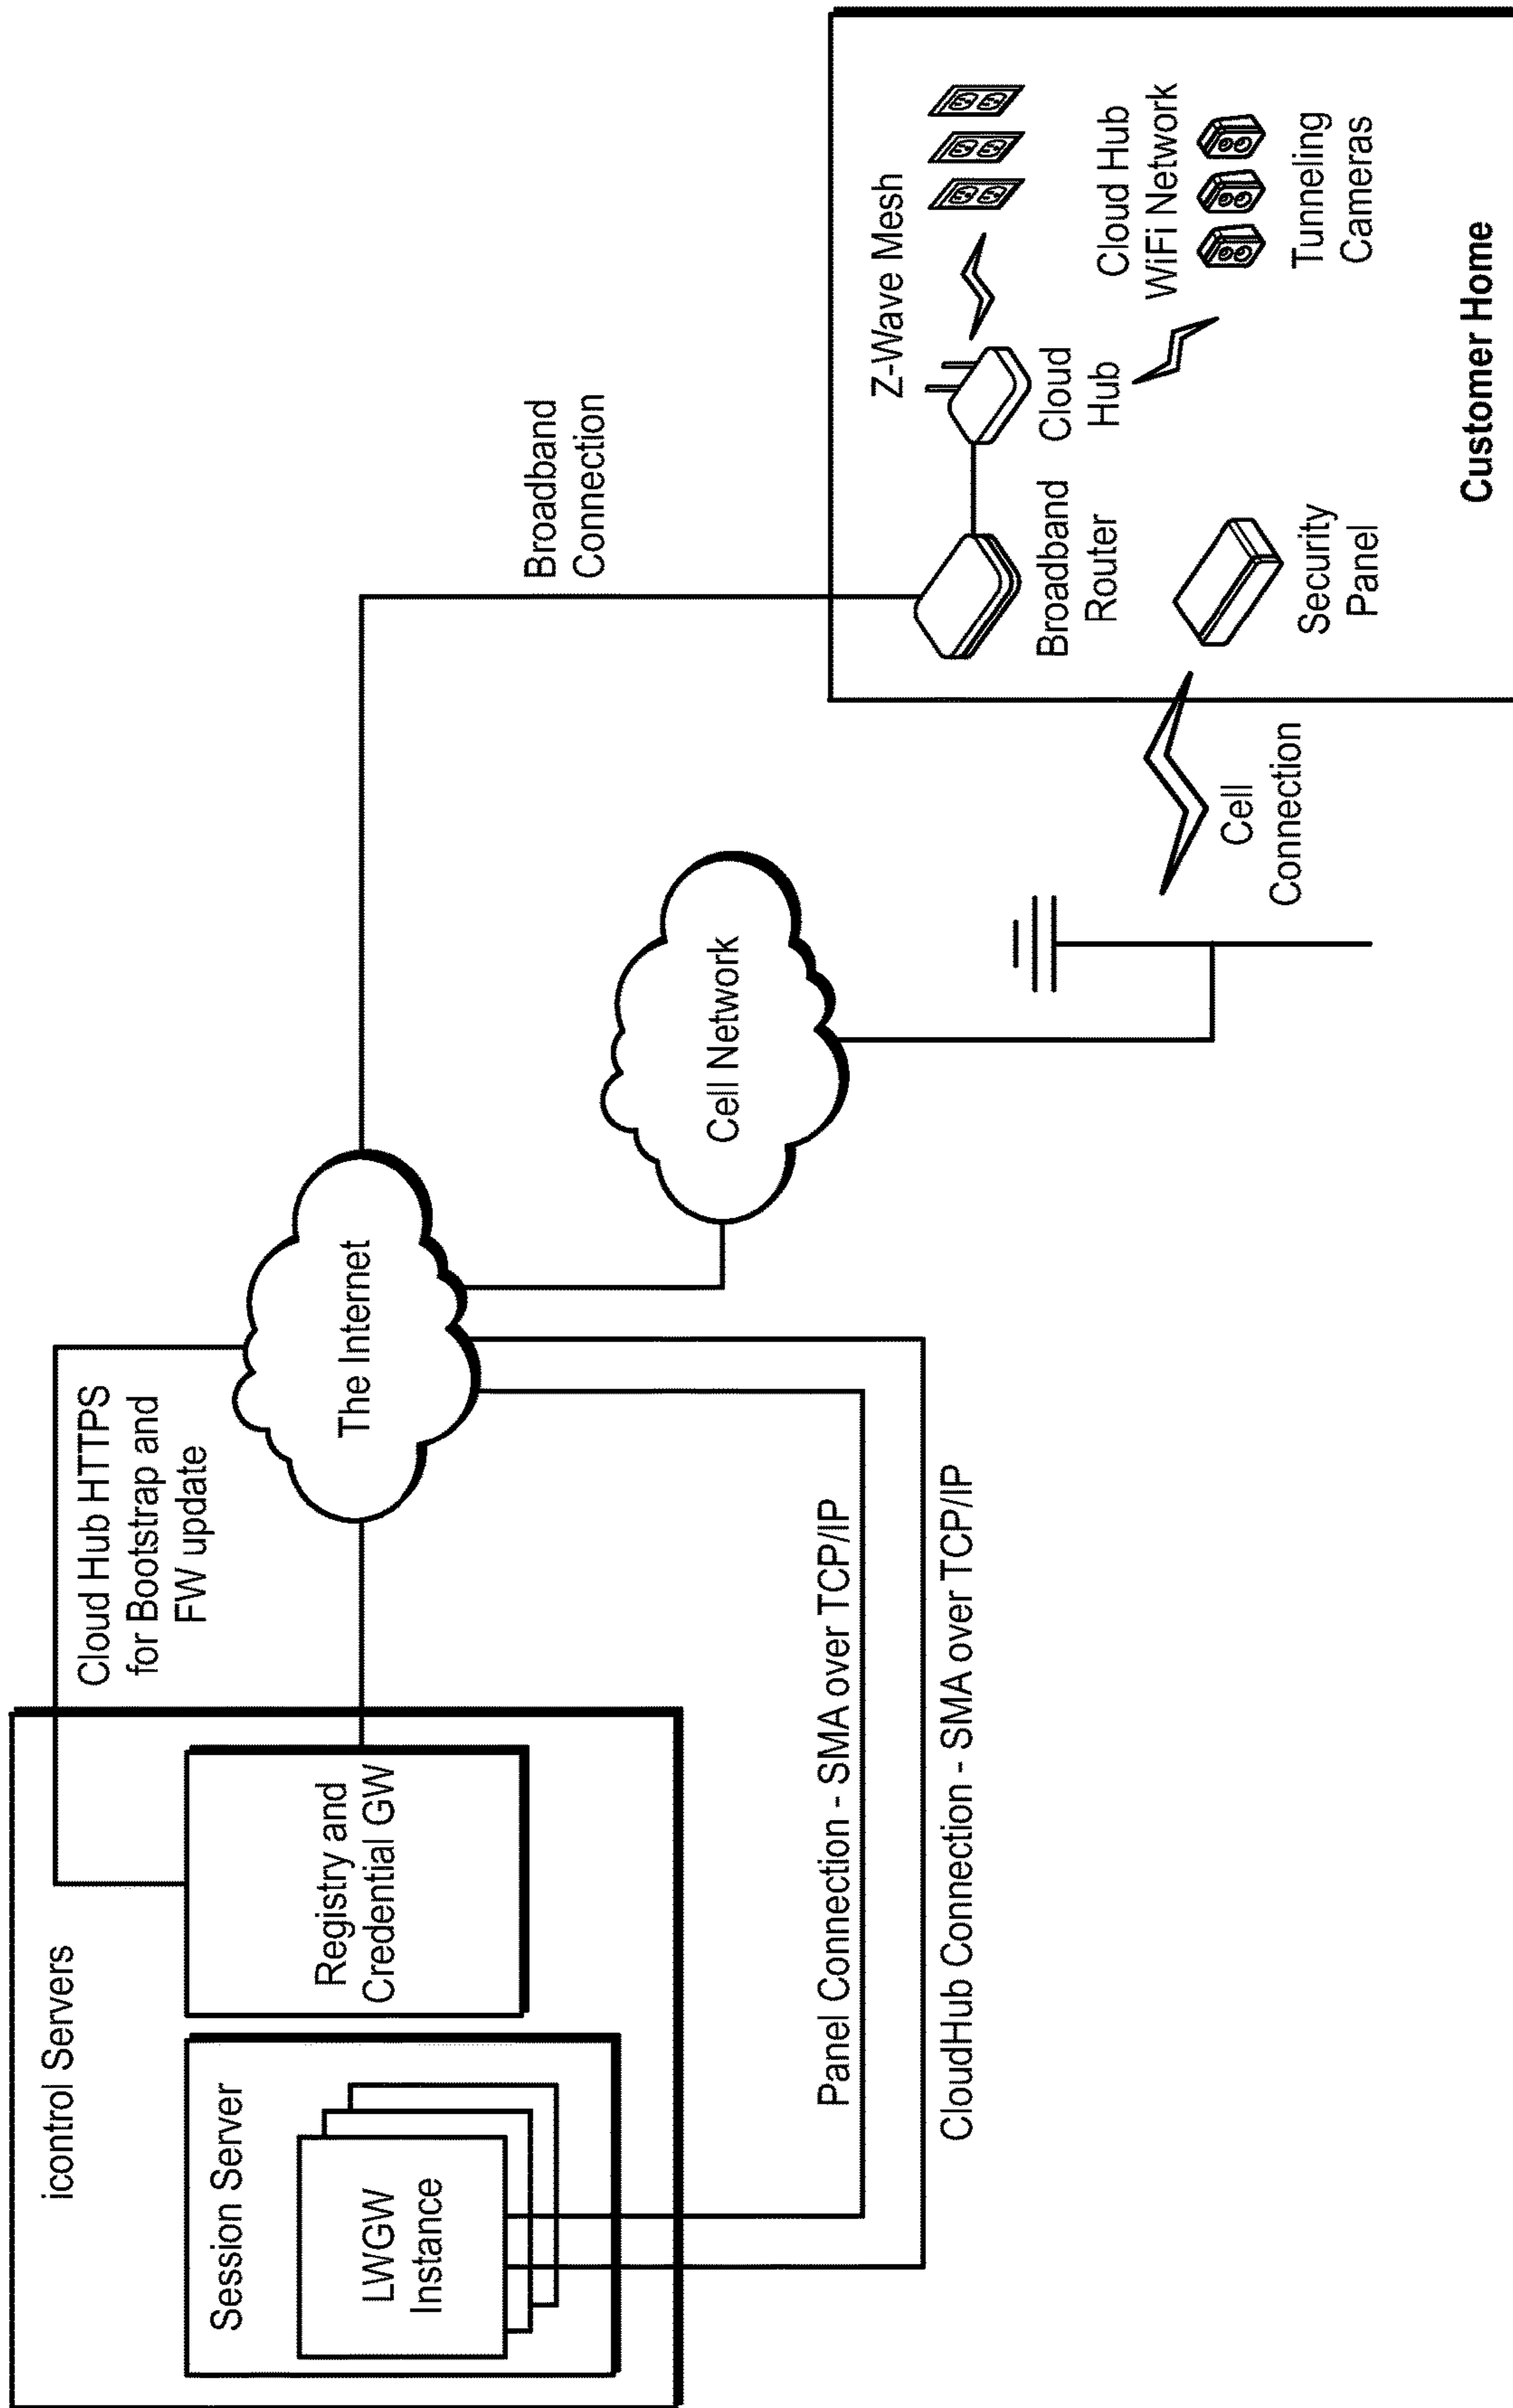 icontrol Servers
Session Server
LWGW
Instance
Registry and
Credential GW
Cloud Hub HTTPS
for Bootstrap and
FW update
The Internet
Panel Connection - SMA over TCP/IP
CloudHub Connection - SMA over TCP/IP
Cell Network
Broadband
Connection
Cell
Connection
Broadband
Router
Cloud
Hub
Z-Wave Mesh
Cloud Hub
WiFi Network
Tunneling
Cameras
Security
Panel
Customer Home